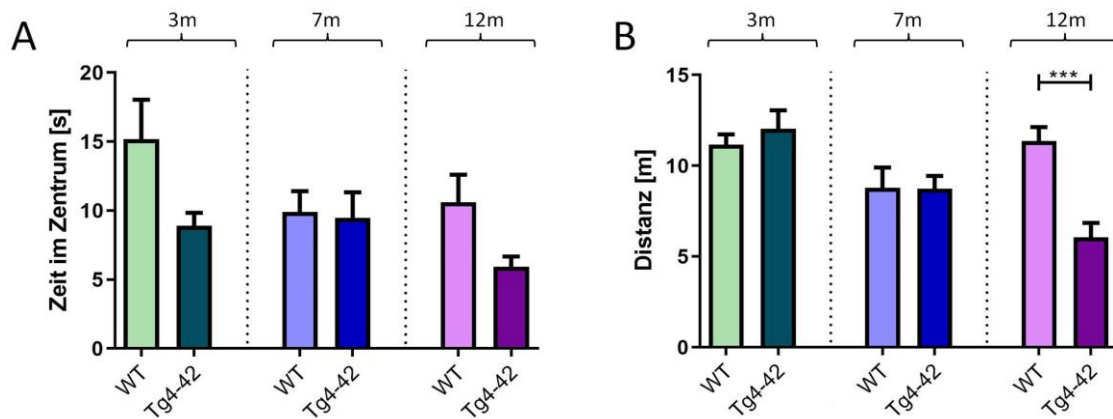 A
3m
7m
12m
Zeit im Zentrum [s]
20
15
10
5
0
WT
Tg4-42
WT
Tg4-42
WT
Tg4-42
B
3m
7m
12m
***
Distanz [m]
15
10
5
0
WT
Tg4-42
WT
Tg4-42
WT
Tg4-42